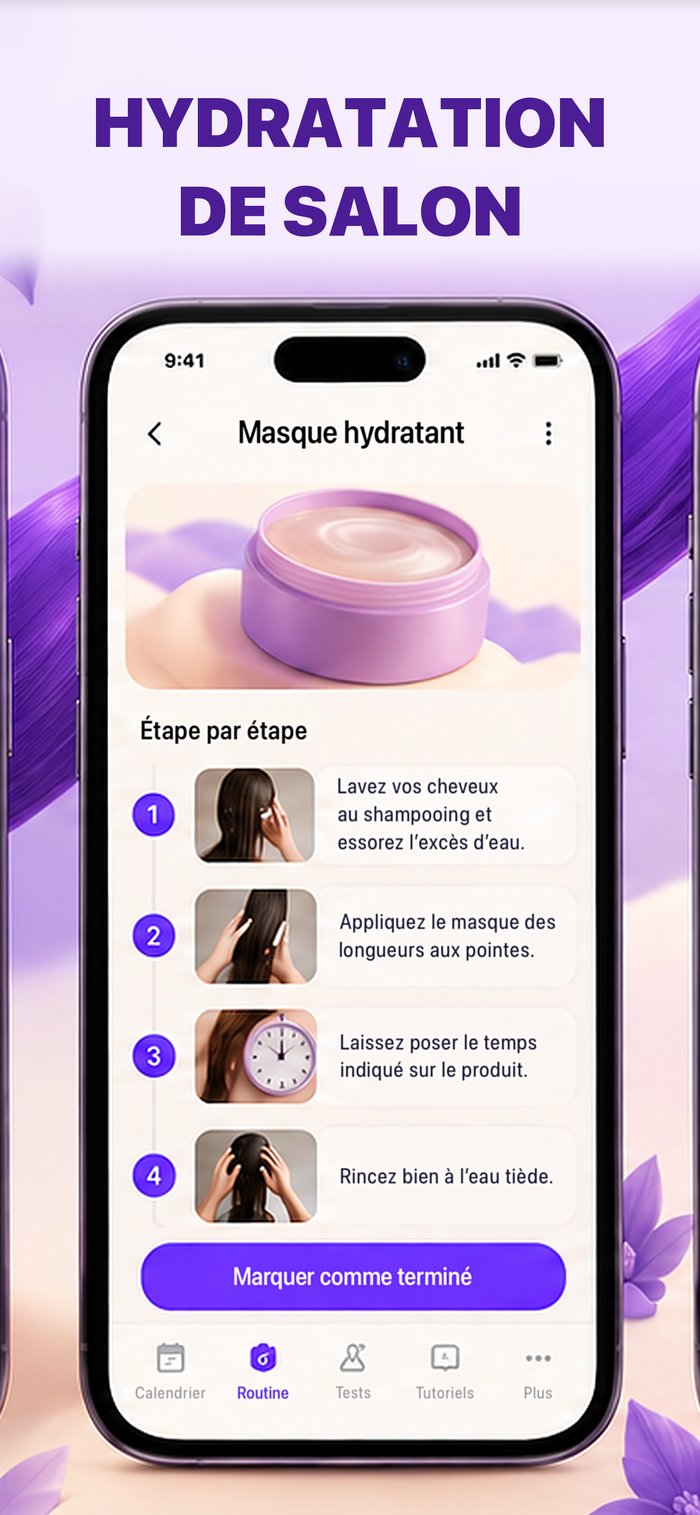 HYDRATATION
DE SALON
9:41
Masque hydratant
Étape par étape
1
Lavez vos cheveux
au shampooing et
essorez l'excès d'eau.
2
Appliquez le masque des
longueurs aux pointes.
3
Laissez poser le temps
indiqué sur le produit.
4
Rincez bien à l'eau tiède.
Marquer comme terminé
Calendrier Routine Tests Tutoriels Plus